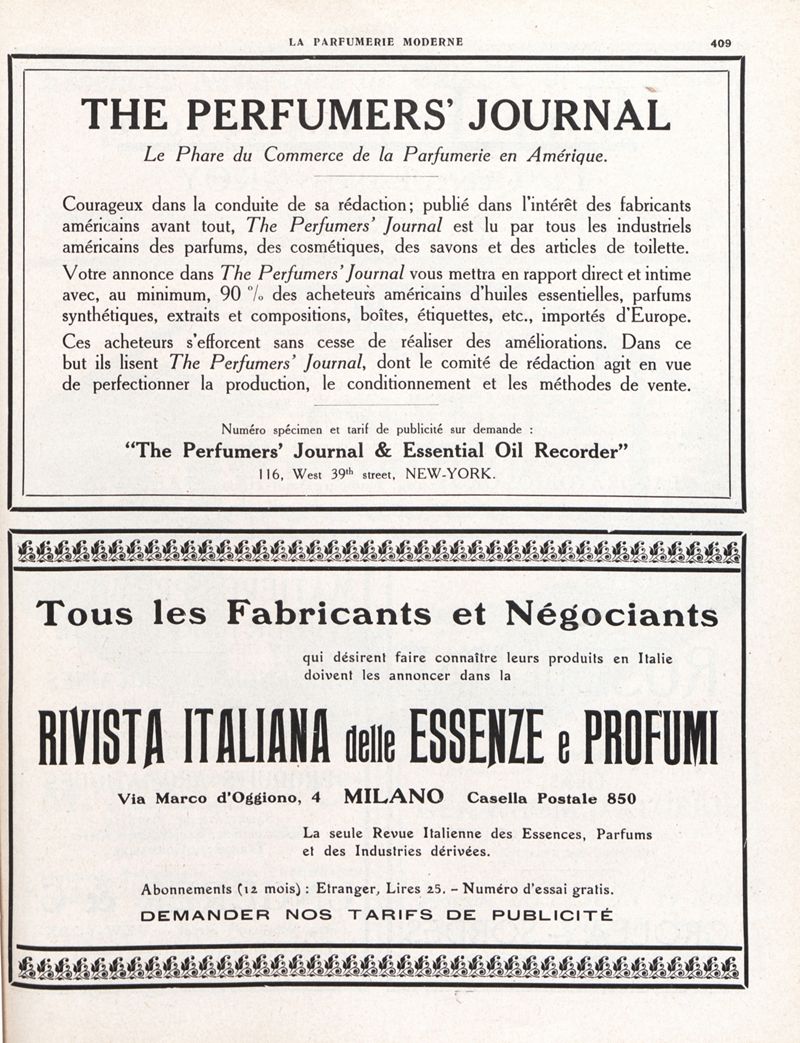 LA PARFUMERIE MODERNE 409
THE PERFUMERS' JOURNAL
Le Phare du Commerce de la Parfumerie en Amérique.
Courageux dans la conduite de sa rédaction; publié dans l'intérêt des fabricants
américains avant tout, The Perfumers' Journal est lu par tous les industriels
américains des parfums, des cosmétiques, des savons et des articles de toilette.
Votre annonce dans The Perfumers' Journal vous mettra en rapport direct et intime
avec, au minimum, 90 % des acheteurs américains d'huiles essentielles, parfums
synthétiques, extraits et compositions, boîtes, étiquettes, etc., importés d'Europe.
Ces acheteurs s'efforcent sans cesse de réaliser des améliorations. Dans ce
but ils lisent The Perfumers' Journal, dont le comité de rédaction agit en vue
de perfectionner la production, le conditionnement et les méthodes de vente.
Numéro spécimen et tarif de publicité sur demande :
"The Perfumers' Journal & Essential Oil Recorder"
116, West 39th street, NEW-YORK.
Tous les Fabricants et Négociants
qui désirent faire connaître leurs produits en Italie
doivent les annoncer dans la
RIVISTA ITALIANA delle ESSENZE e PROFUMI
Via Marco d'Oggiono, 4 MILANO Casella Postale 850
La seule Revue Italienne des Essences, Parfums
et des Industries dérivées.
Abonnements (12 mois) : Etranger, Lires 25. - Numéro d'essai gratis.
DEMANDER NOS TARIFS DE PUBLICITÉ